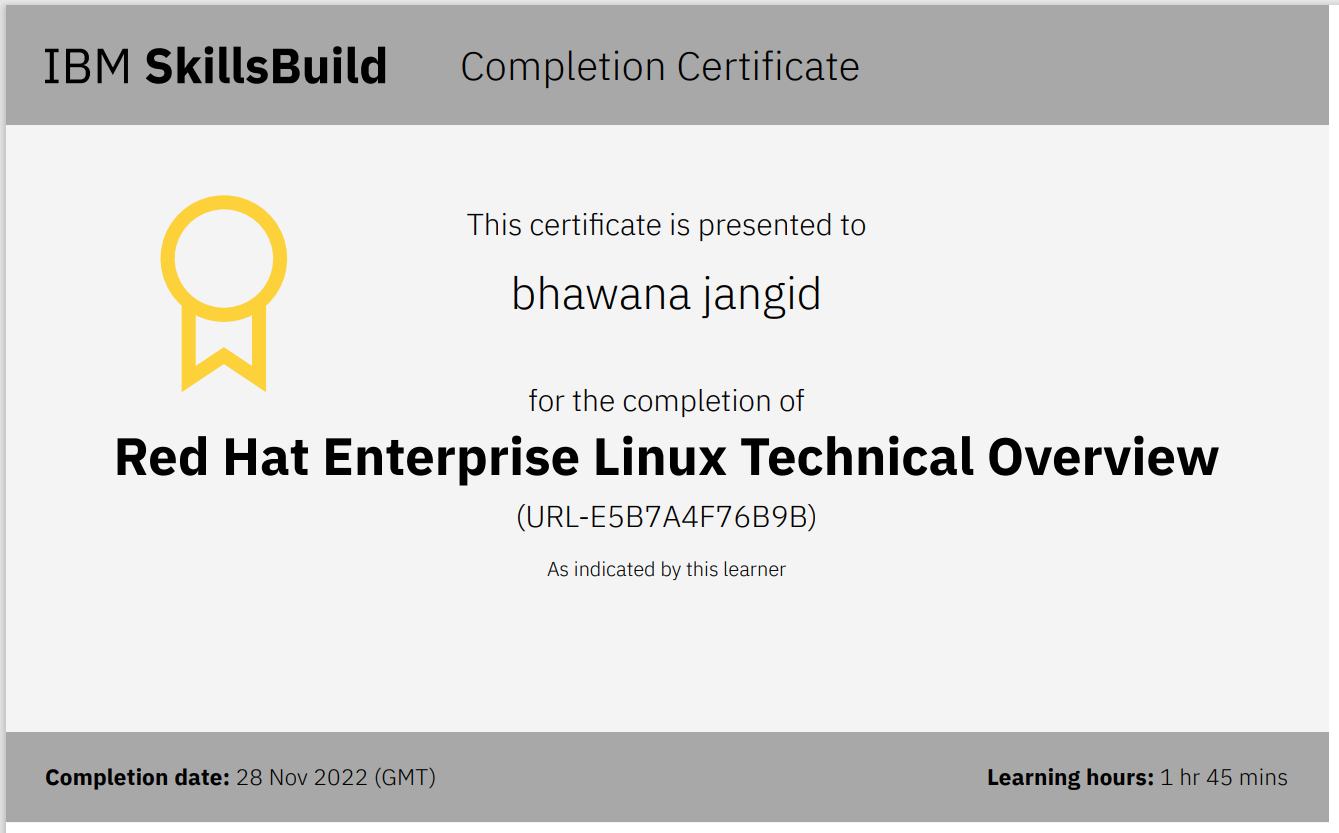 IBM SkillsBuild Completion Certificate
This certificate is presented to
bhawana jangid
for the completion of
Red Hat Enterprise Linux Technical Overview
(URL-E5B7A4F76B9B)
As indicated by this learner
Completion date: 28 Nov 2022 (GMT) Learning hours: 1 hr 45 mins